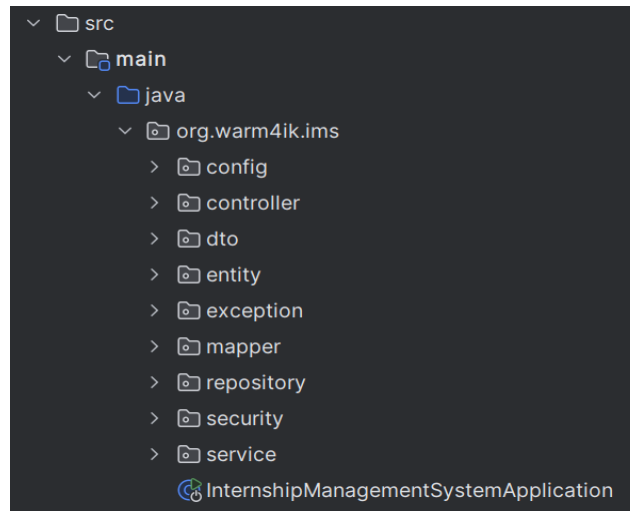 src
main
java
org.warm4ik.ims
config
controller
dto
entity
exception
mapper
repository
security
service
InternshipManagementSystemApplication